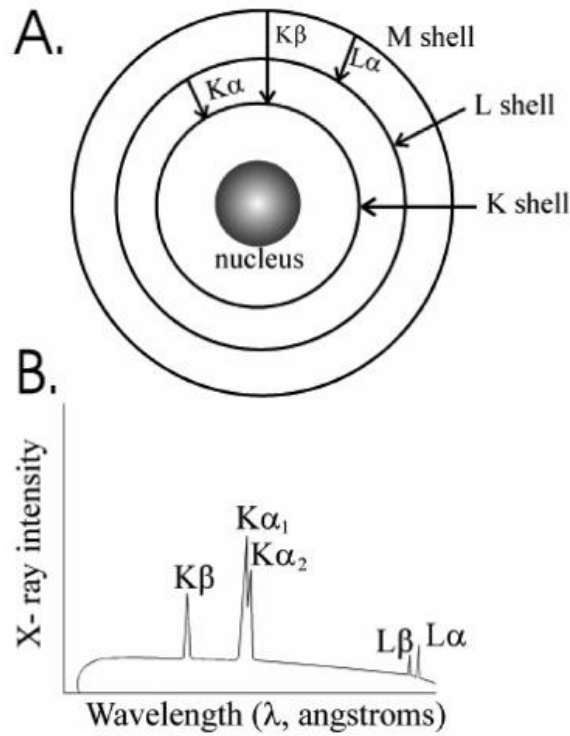 A.
Kβ
M shell
Lα
Kα
L shell
K shell
nucleus
B.
X- ray intensity
Kα₁
Kα₂
Kβ
Lβ
Lα
Wavelength (λ, angstroms)